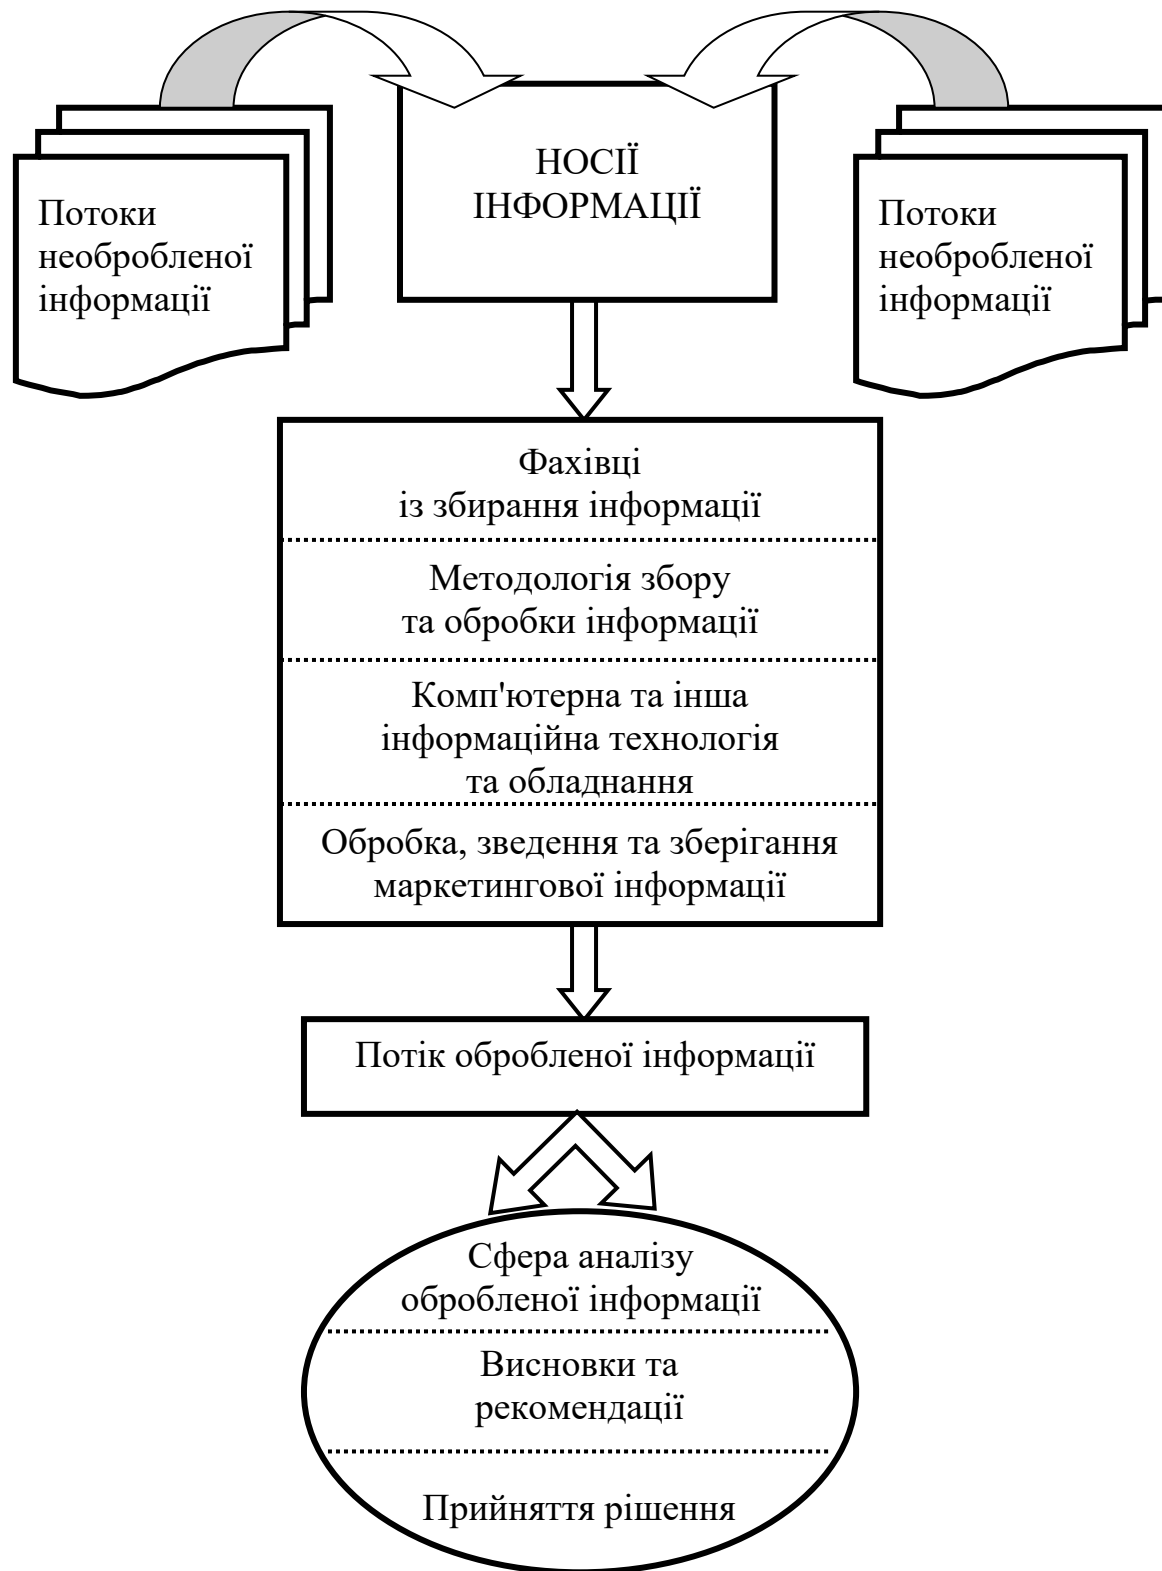 НОСІЇ
ІНФОРМАЦІЇ
Потоки
необробленої
інформації
Потоки
необробленої
інформації
Фахівці
із збирання інформації
Методологія збору
та обробки інформації
Комп'ютерна та інша
інформаційна технологія
та обладнання
Обробка, зведення та зберігання
маркетингової інформації
Потік обробленої інформації
Сфера аналізу
обробленої інформації
Висновки та
рекомендації
Прийняття рішення